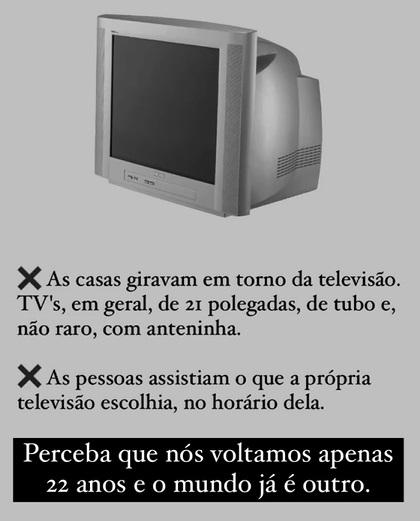 ❌ As casas giravam em torno da televisão.
TV's, em geral, de 21 polegadas, de tubo e,
não raro, com anteninha.
❌ As pessoas assistiam o que a própria
televisão escolhia, no horário dela.
Perceba que nós voltamos apenas
22 anos e o mundo já é outro.